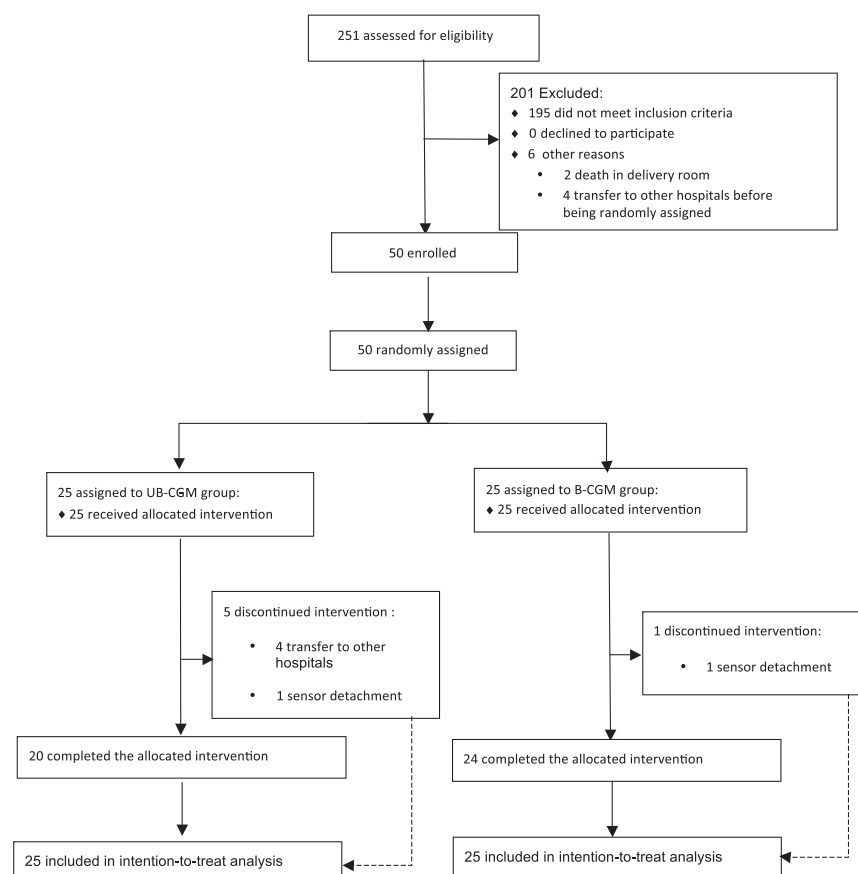 251 assessed for eligibility
201 Excluded:
♦ 195 did not meet inclusion criteria
♦ 0 declined to participate
♦ 6 other reasons
• 2 death in delivery room
• 4 transfer to other hospitals before
being randomly assigned
50 enrolled
50 randomly assigned
25 assigned to UB-CGM group:
♦ 25 received allocated intervention
25 assigned to B-CGM group:
♦ 25 received allocated intervention
5 discontinued intervention :
• 4 transfer to other
hospitals
• 1 sensor detachment
1 discontinued intervention:
• 1 sensor detachment
20 completed the allocated intervention
24 completed the allocated intervention
25 included in intention-to-treat analysis
25 included in intention-to-treat analysis